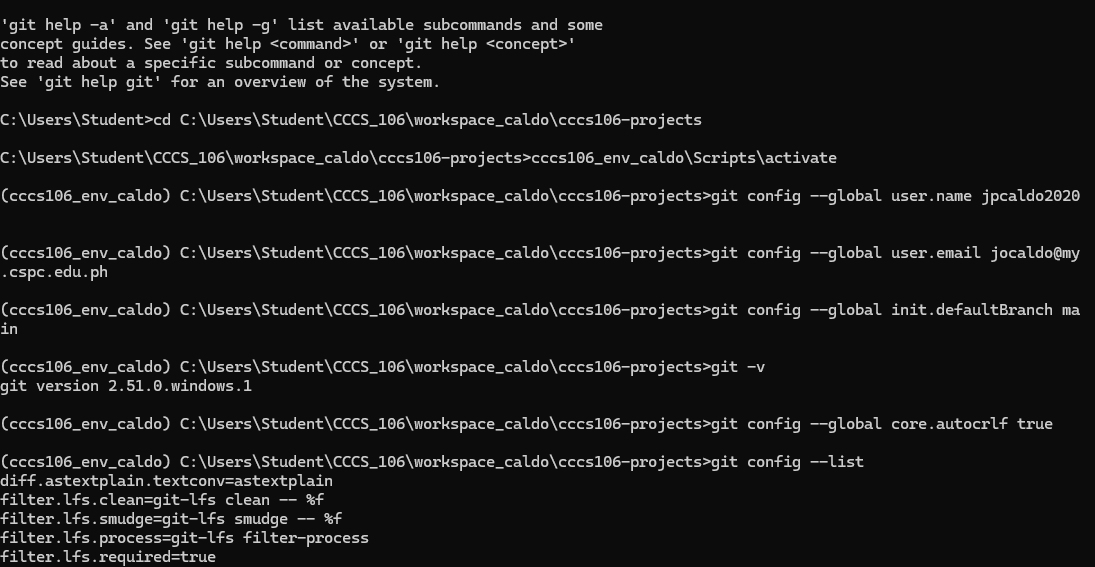 'git help -a' and 'git help -g' list available subcommands and some
concept guides. See 'git help <command>' or 'git help <concept>'
to read about a specific subcommand or concept.
See 'git help git' for an overview of the system.
C:\Users\Student>cd C:\Users\Student\CCCS_106\workspace_caldo\cccs106-projects
C:\Users\Student\CCCS_106\workspace_caldo\cccs106-projects>cccs106_env_caldo\Scripts\activate
(cccs106_env_caldo) C:\Users\Student\CCCS_106\workspace_caldo\cccs106-projects>git config --global user.name jpcaldo2020
(cccs106_env_caldo) C:\Users\Student\CCCS_106\workspace_caldo\cccs106-projects>git config --global user.email jocaldo@my
.cspc.edu.ph
(cccs106_env_caldo) C:\Users\Student\CCCS_106\workspace_caldo\cccs106-projects>git config --global init.defaultBranch ma
in
(cccs106_env_caldo) C:\Users\Student\CCCS_106\workspace_caldo\cccs106-projects>git -v
git version 2.51.0.windows.1
(cccs106_env_caldo) C:\Users\Student\CCCS_106\workspace_caldo\cccs106-projects>git config --global core.autocrlf true
(cccs106_env_caldo) C:\Users\Student\CCCS_106\workspace_caldo\cccs106-projects>git config --list
diff.astextplain.textconv=astextplain
filter.lfs.clean=git-lfs clean -- %f
filter.lfs.smudge=git-lfs smudge -- %f
filter.lfs.process=git-lfs filter-process
filter.lfs.required=true